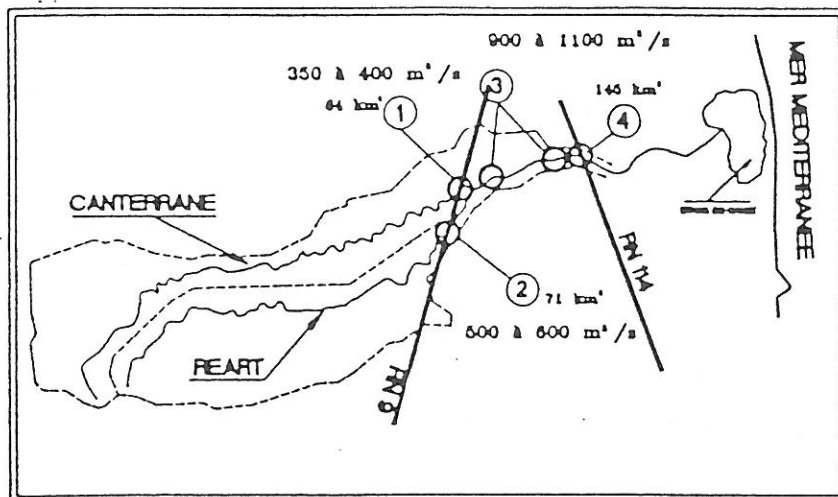 900 à 1100 m³/s
350 à 400 m³/s
3
64 km²
1
145 km²
4
MER MEDITERRANEE
CANTERRANE
2
71 km²
500 à 600 m³/s
REART
RN 9
RN 114